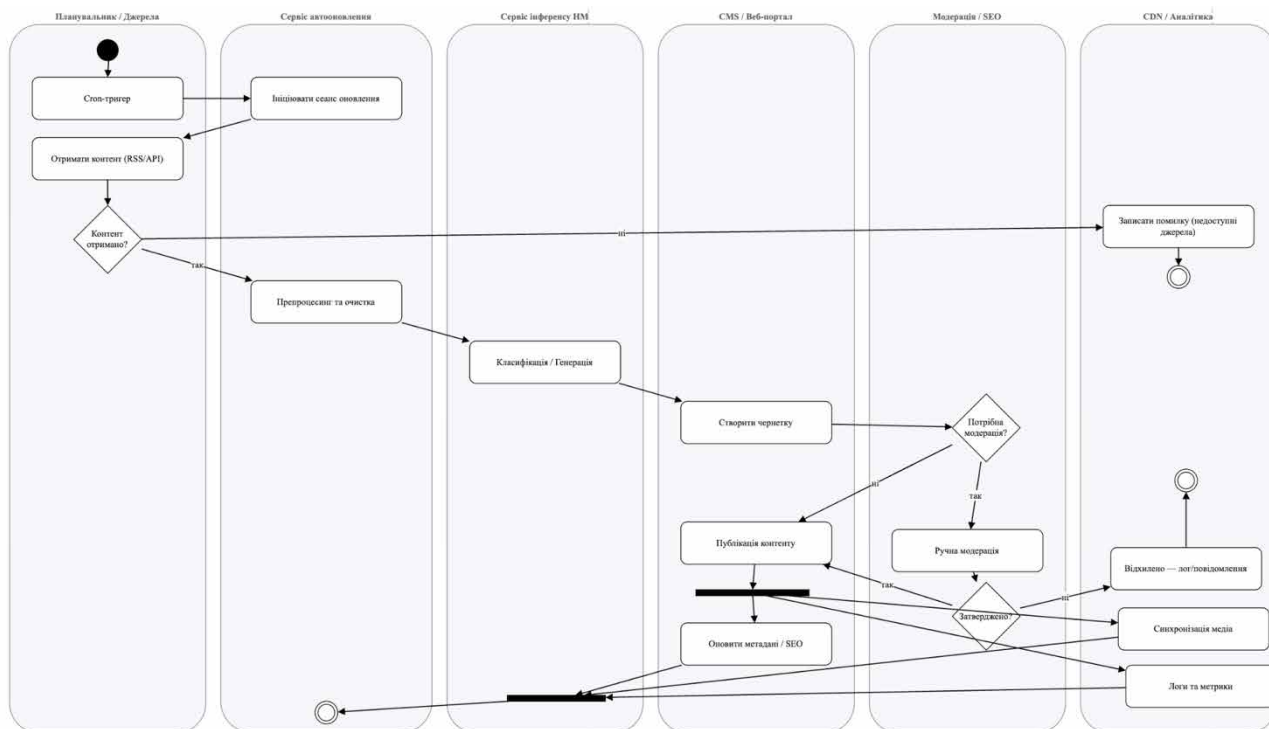 Планувальник / Джерела
Сервіс автооновлення
Сервіс інференсу НМ
CMS / Веб-портал
Модерація / SEO
CDN / Аналітика
Cron-тригер
Ініціювати сеанс оновлення
Отримати контент (RSS/API)
Контент
отримано?
ні
Записати помилку (недоступні
джерела)
так
Препроцесинг та очистка
Класифікація / Генерація
Створити чернетку
Потрібна
модерація?
ні
так
Публікація контенту
Ручна модерація
Відхилено — лог/повідомлення
так
Затверджено?
ні
Синхронізація медіа
Оновити метадані / SEO
Логи та метрики